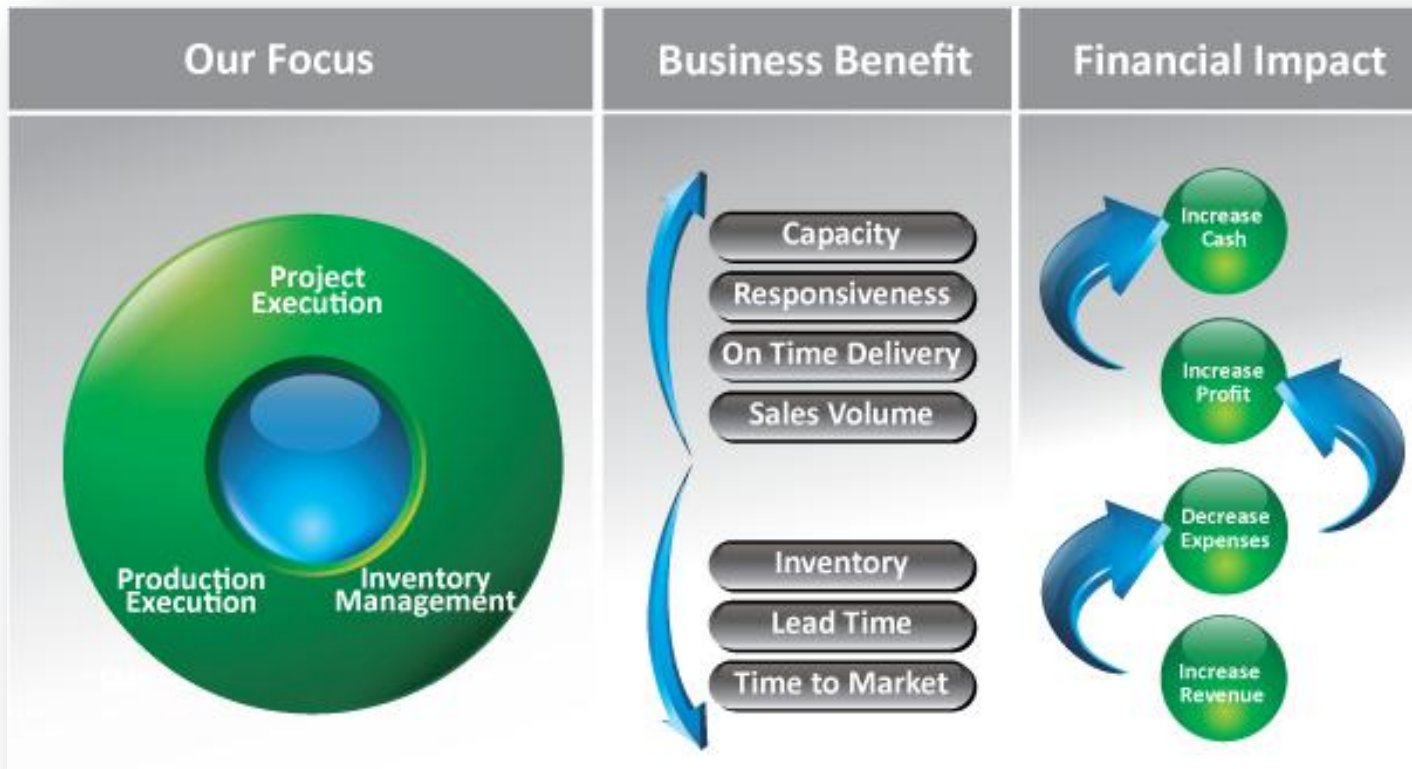 Our Focus
Business Benefit
Financial Impact
Project
Execution
Production
Execution
Inventory
Management
Capacity
Responsiveness
On Time Delivery
Sales Volume
Inventory
Lead Time
Time to Market
Increase
Cash
Increase
Profit
Decrease
Expenses
Increase
Revenue